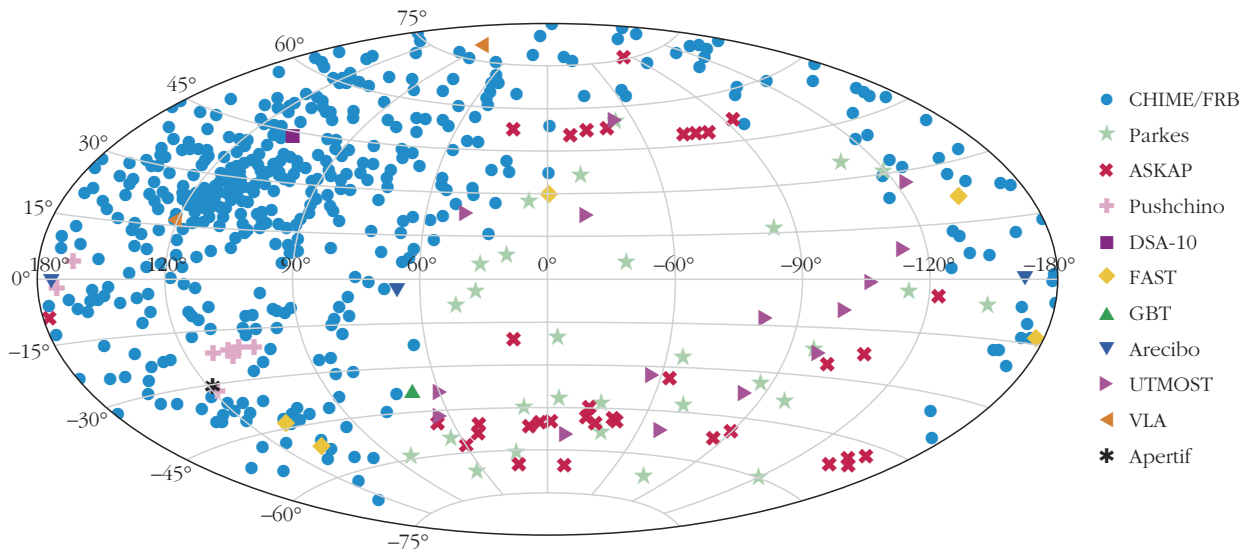 75°
60°
45°
30°
15°
0°
180° 120° 90° 60° 0° −60° −90° −120° −180°
−15°
−30°
−45°
−60°
−75°
CHIME/FRB
Parkes
ASKAP
Pushchino
DSA-10
FAST
GBT
Arecibo
UTMOST
VLA
Apertif